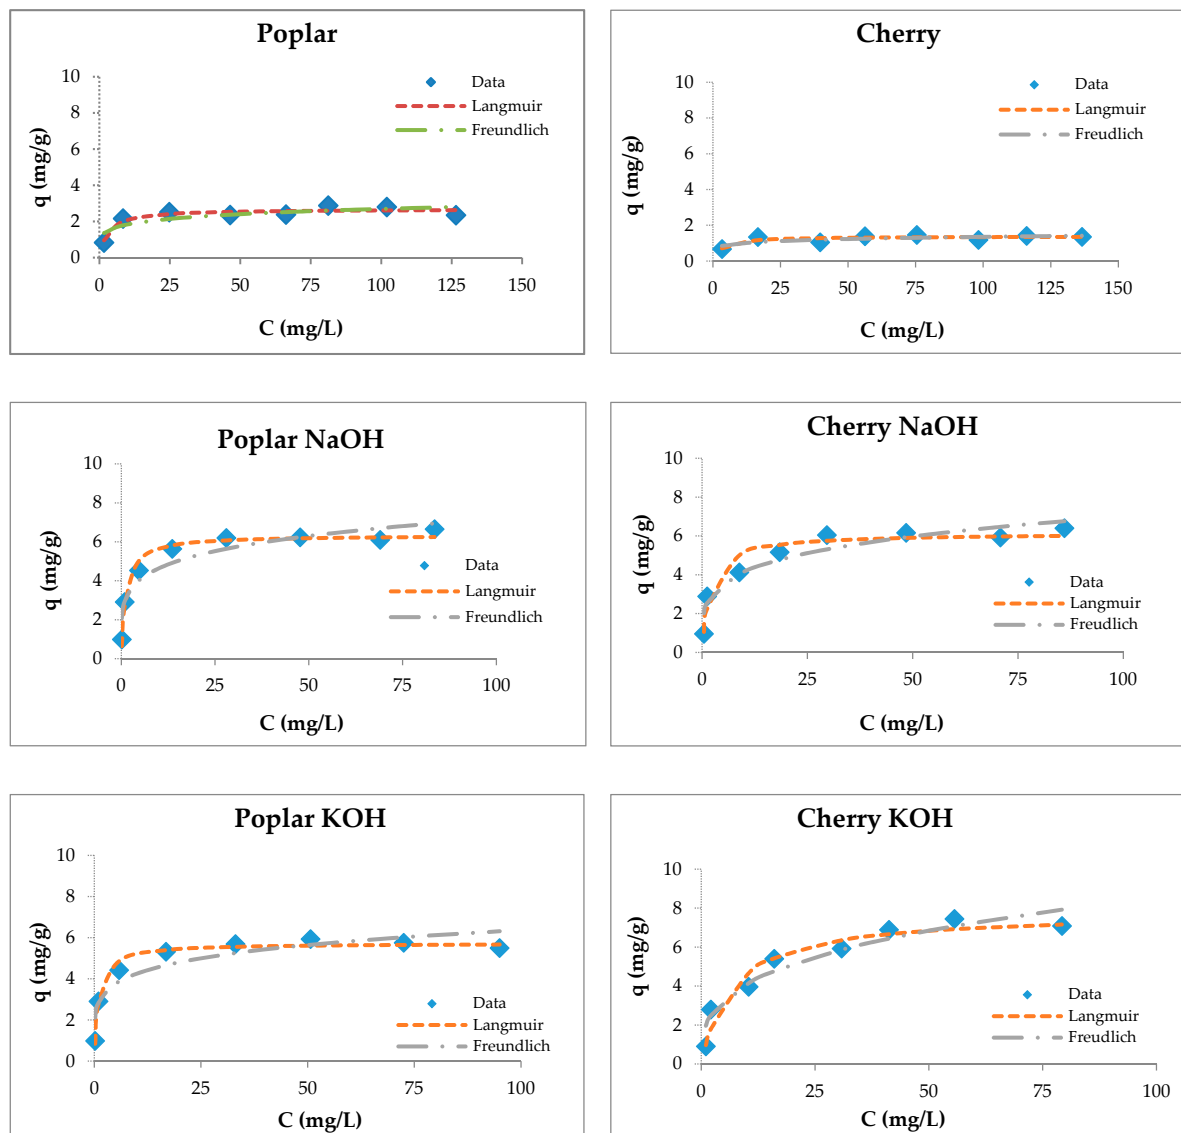 Poplar
10
8
6
4
2
0
0 25 50 75 100 125 150
q (mg/g)
C (mg/L)
Data
Langmuir
Freundlich
Cherry
10
8
6
4
2
0
0 25 50 75 100 125 150
q (mg/g)
C (mg/L)
Data
Langmuir
Freudlich
Poplar NaOH
10
8
6
4
2
0
0 25 50 75 100
q (mg/g)
C (mg/L)
Data
Langmuir
Freundlich
Cherry NaOH
10
8
6
4
2
0
0 25 50 75 100
q (mg/g)
C (mg/L)
Data
Langmuir
Freudlich
Poplar KOH
10
8
6
4
2
0
0 25 50 75 100
q (mg/g)
C (mg/L)
Data
Langmuir
Freundlich
Cherry KOH
10
8
6
4
2
0
0 25 50 75 100
q (mg/g)
C (mg/L)
Data
Langmuir
Freudlich